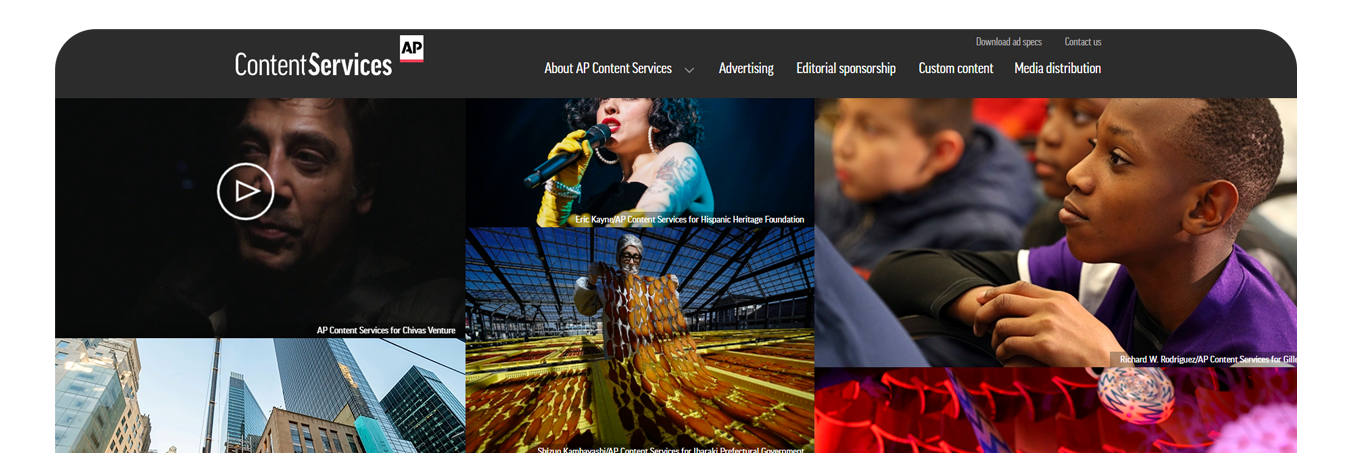 Download ad specs Contact us
AP
ContentServices
About AP Content Services Advertising Editorial sponsorship Custom content Media distribution
Eric Kayne/AP Content Services for Hispanic Heritage Foundation
AP Content Services for Chivas Venture
Richard W. Rodriguez/AP Content Services for Gille
Shizuo Kambayashi/AP Content Services for Ibaraki Prefectural Government